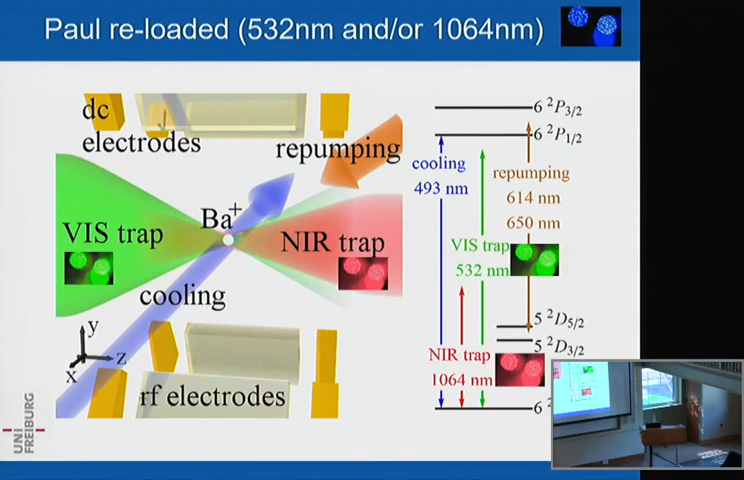 Paul re-loaded (532nm and/or 1064nm)
dc
electrodes
repumping
Ba+
VIS trap
NIR trap
cooling
y
z
x
rf electrodes
6 ²P3/2
6 ²P1/2
cooling
493 nm
repumping
614 nm
650 nm
VIS trap
532 nm
5 ²D5/2
5 ²D3/2
NIR trap
1064 nm
6 ²
UNI
FREIBURG